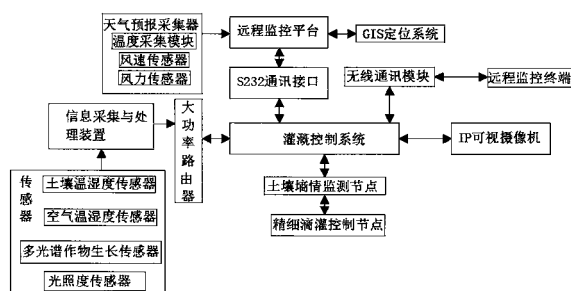 天气预报采集器
温度采集模块
风速传感器
风力传感器
远程监控平台
GIS定位系统
S232通讯接口
无线通讯模块
远程监控终端
信息采集与处
理装置
大功率路由器
灌溉控制系统
IP可视摄像机
土壤墒情监测节点
精细滴灌控制节点
传感器
土壤温湿度传感器
空气温湿度传感器
多光谱作物生长传感器
光照度传感器